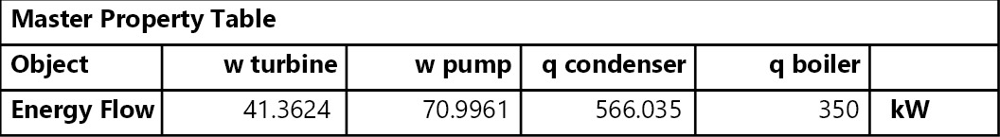 Master Property Table
Object w turbine w pump q condenser q boiler
Energy Flow 41.3624 70.9961 566.035 350 kW